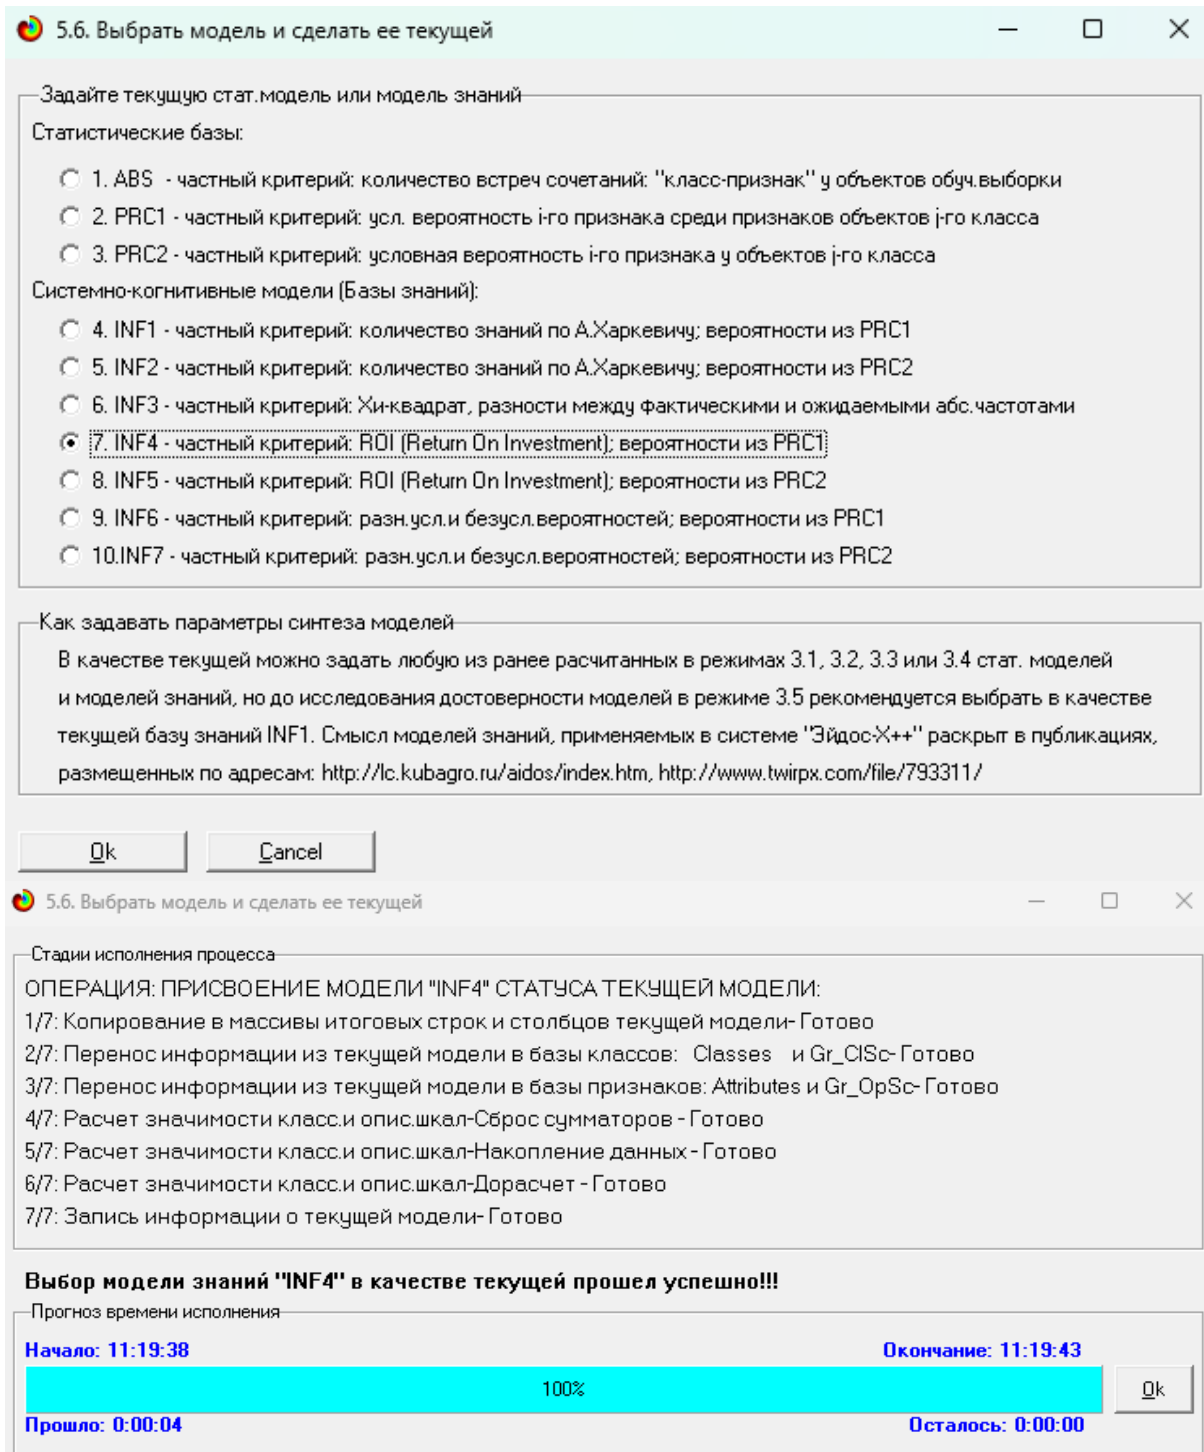 5.6. Выбрать модель и сделать ее текущей
Задайте текущую стат.модель или модель знаний
Статистические базы:
1. ABS - частный критерий: количество встреч сочетаний: "класс-признак" у объектов обуч.выборки
2. PRC1 - частный критерий: усл. вероятность i-го признака среди признаков объектов j-го класса
3. PRC2 - частный критерий: условная вероятность i-го признака у объектов j-го класса
Системно-когнитивные модели (Базы знаний):
4. INF1 - частный критерий: количество знаний по А.Харкевичу; вероятности из PRC1
5. INF2 - частный критерий: количество знаний по А.Харкевичу; вероятности из PRC2
6. INF3 - частный критерий: Хи-квадрат, разности между фактическими и ожидаемыми абс.частотами
7. INF4 - частный критерий: ROI (Return On Investment); вероятности из PRC1
8. INF5 - частный критерий: ROI (Return On Investment); вероятности из PRC2
9. INF6 - частный критерий: разн.усл.и безусл.вероятностей; вероятности из PRC1
10.INF7 - частный критерий: разн.усл.и безусл.вероятностей; вероятности из PRC2
Как задавать параметры синтеза моделей
В качестве текущей можно задать любую из ранее расчитанных в режимах 3.1, 3.2, 3.3 или 3.4 стат. моделей
и моделей знаний, но до исследования достоверности моделей в режиме 3.5 рекомендуется выбрать в качестве
текущей базу знаний INF1. Смысл моделей знаний, применяемых в системе "Эйдос-Х++" раскрыт в публикациях,
размещенных по адресам: http://lc.kubagro.ru/aidos/index.htm, http://www.twirpx.com/file/793311/
Ok Cancel
5.6. Выбрать модель и сделать ее текущей
Стадии исполнения процесса
ОПЕРАЦИЯ: ПРИСВОЕНИЕ МОДЕЛИ "INF4" СТАТУСА ТЕКУЩЕЙ МОДЕЛИ:
1/7: Копирование в массивы итоговых строк и столбцов текущей модели- Готово
2/7: Перенос информации из текущей модели в базы классов: Classes и Gr_ClSc- Готово
3/7: Перенос информации из текущей модели в базы признаков: Attributes и Gr_OpSc- Готово
4/7: Расчет значимости класс.и опис.шкал-Сброс сумматоров - Готово
5/7: Расчет значимости класс.и опис.шкал-Накопление данных - Готово
6/7: Расчет значимости класс.и опис.шкал-Дорасчет - Готово
7/7: Запись информации о текущей модели- Готово
Выбор модели знаний "INF4" в качестве текущей прошел успешно!!!
Прогноз времени исполнения
Начало: 11:19:38 Окончание: 11:19:43
100% Ok
Прошло: 0:00:04 Осталось: 0:00:00